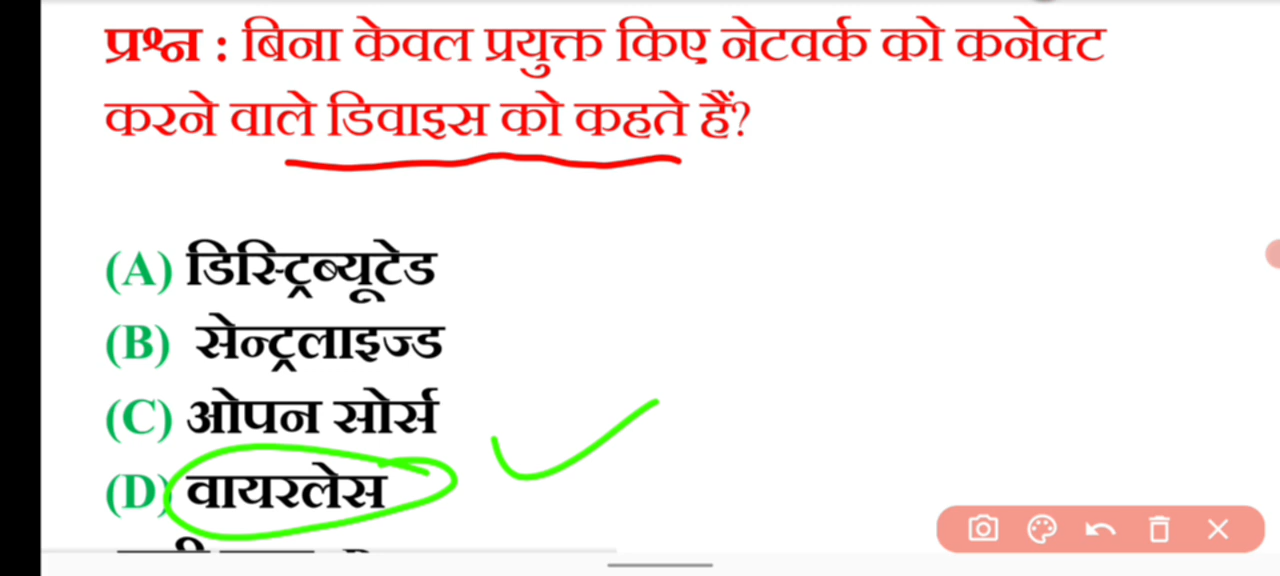 प्रश्न : बिना केवल प्रयुक्त किए नेटवर्क को कनेक्ट
करने वाले डिवाइस को कहते हैं?
(A) डिस्ट्रिब्यूटेड
(B) सेन्ट्रलाइज्ड
(C) ओपन सोर्स
(D) वायरलेस